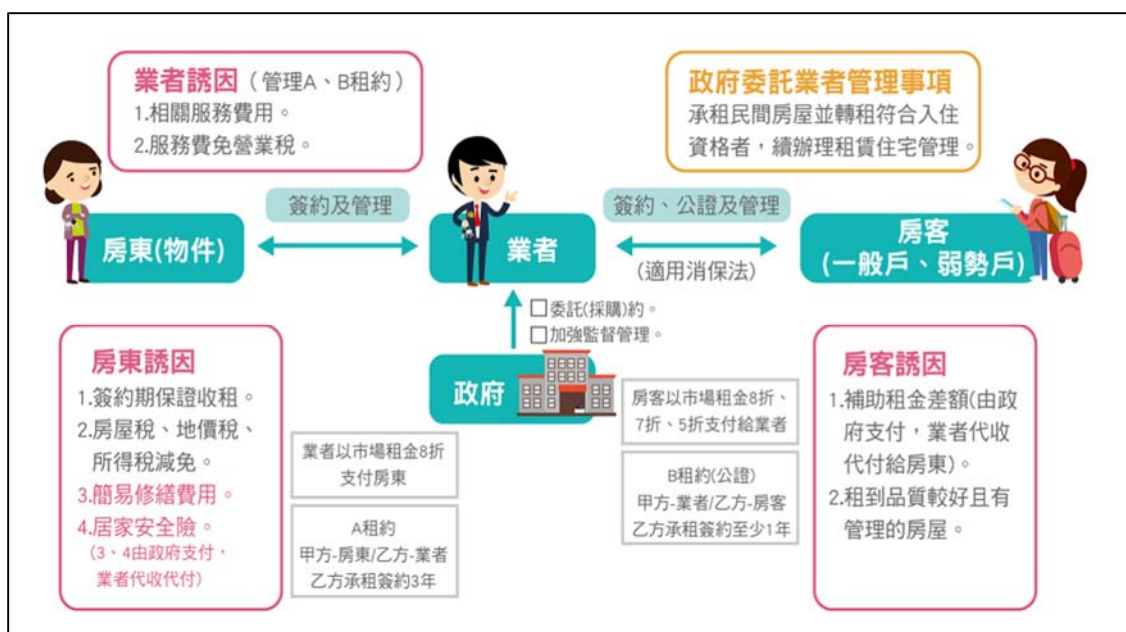 業者誘因（管理A、B租約）
1.相關服務費用。
2.服務費免營業稅。
政府委託業者管理事項
承租民間房屋並轉租符合入住
資格者，續辦理租賃住宅管理。
房東(物件)
簽約及管理
業者
簽約、公證及管理
(適用消保法)
房客
(一般戶、弱勢戶)
□委託(採購)約。
□加強監督管理。
政府
房東誘因
1.簽約期保證收租。
2.房屋稅、地價稅、
所得稅減免。
3.簡易修繕費用。
4.居家安全險。
(3、4由政府支付，
業者代收代付)
業者以市場租金8折
支付房東
A租約
甲方-房東/乙方-業者
乙方承租簽約3年
房客以市場租金8折、
7折、5折支付給業者
B租約(公證)
甲方-業者/乙方-房客
乙方承租簽約至少1年
房客誘因
1.補助租金差額(由政
府支付，業者代收
代付給房東)。
2.租到品質較好且有
管理的房屋。